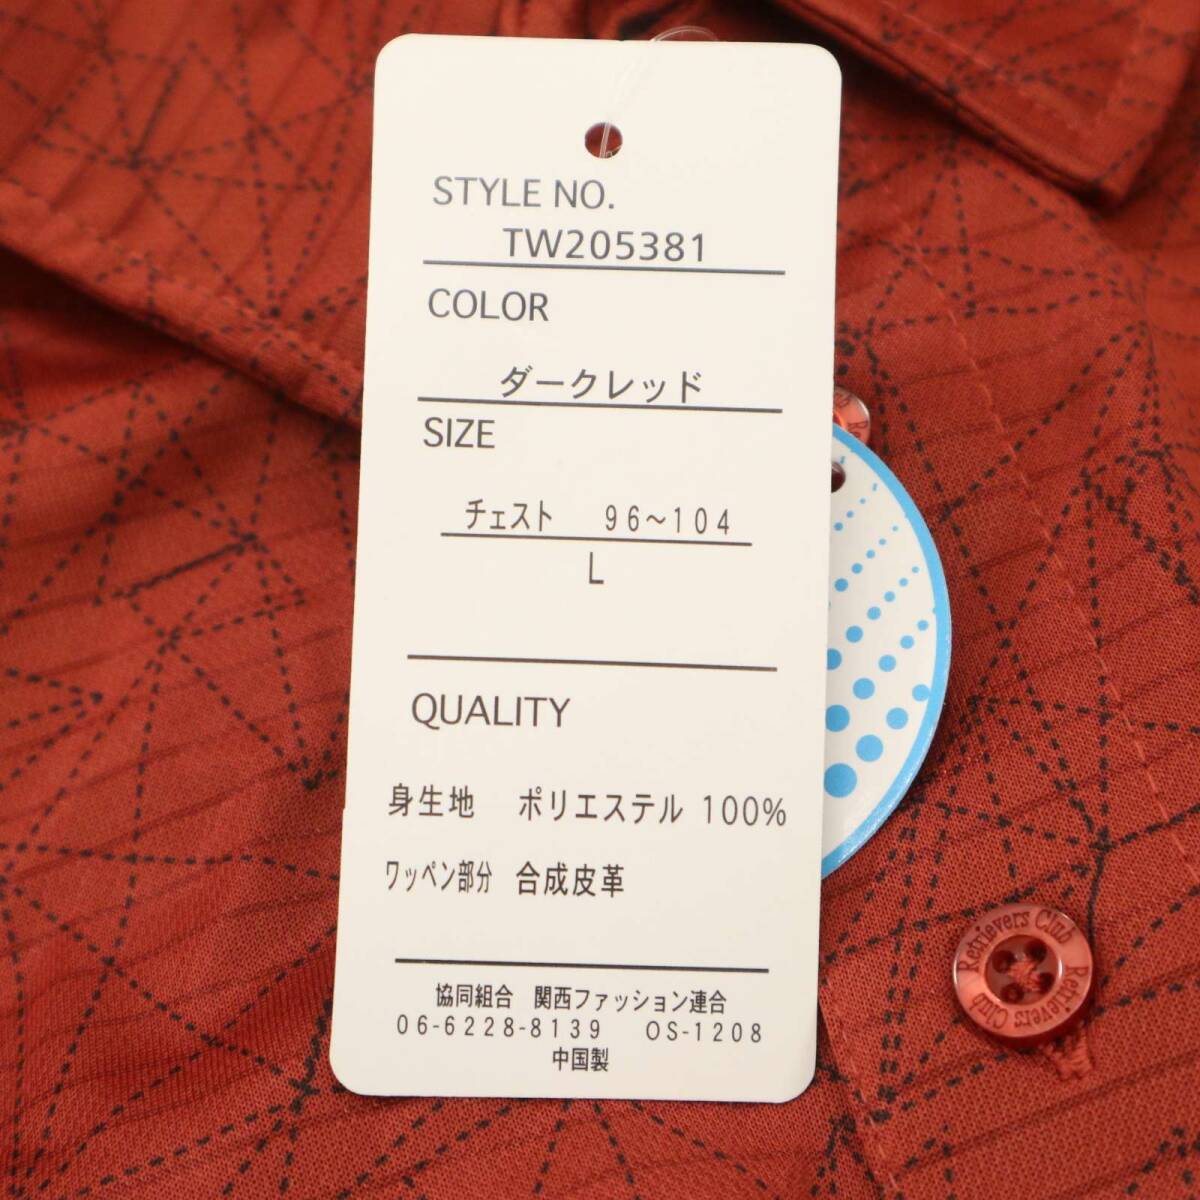 STYLE NO.
TW205381
COLOR
ダークレッド
SIZE
チェスト 96～104
L
QUALITY
身生地 ポリエステル 100%
ワッペン部分 合成皮革
協同組合 関西ファッション連合
06-6228-8139 OS-1208
中国製
Retrievers Club
Retrievers Club